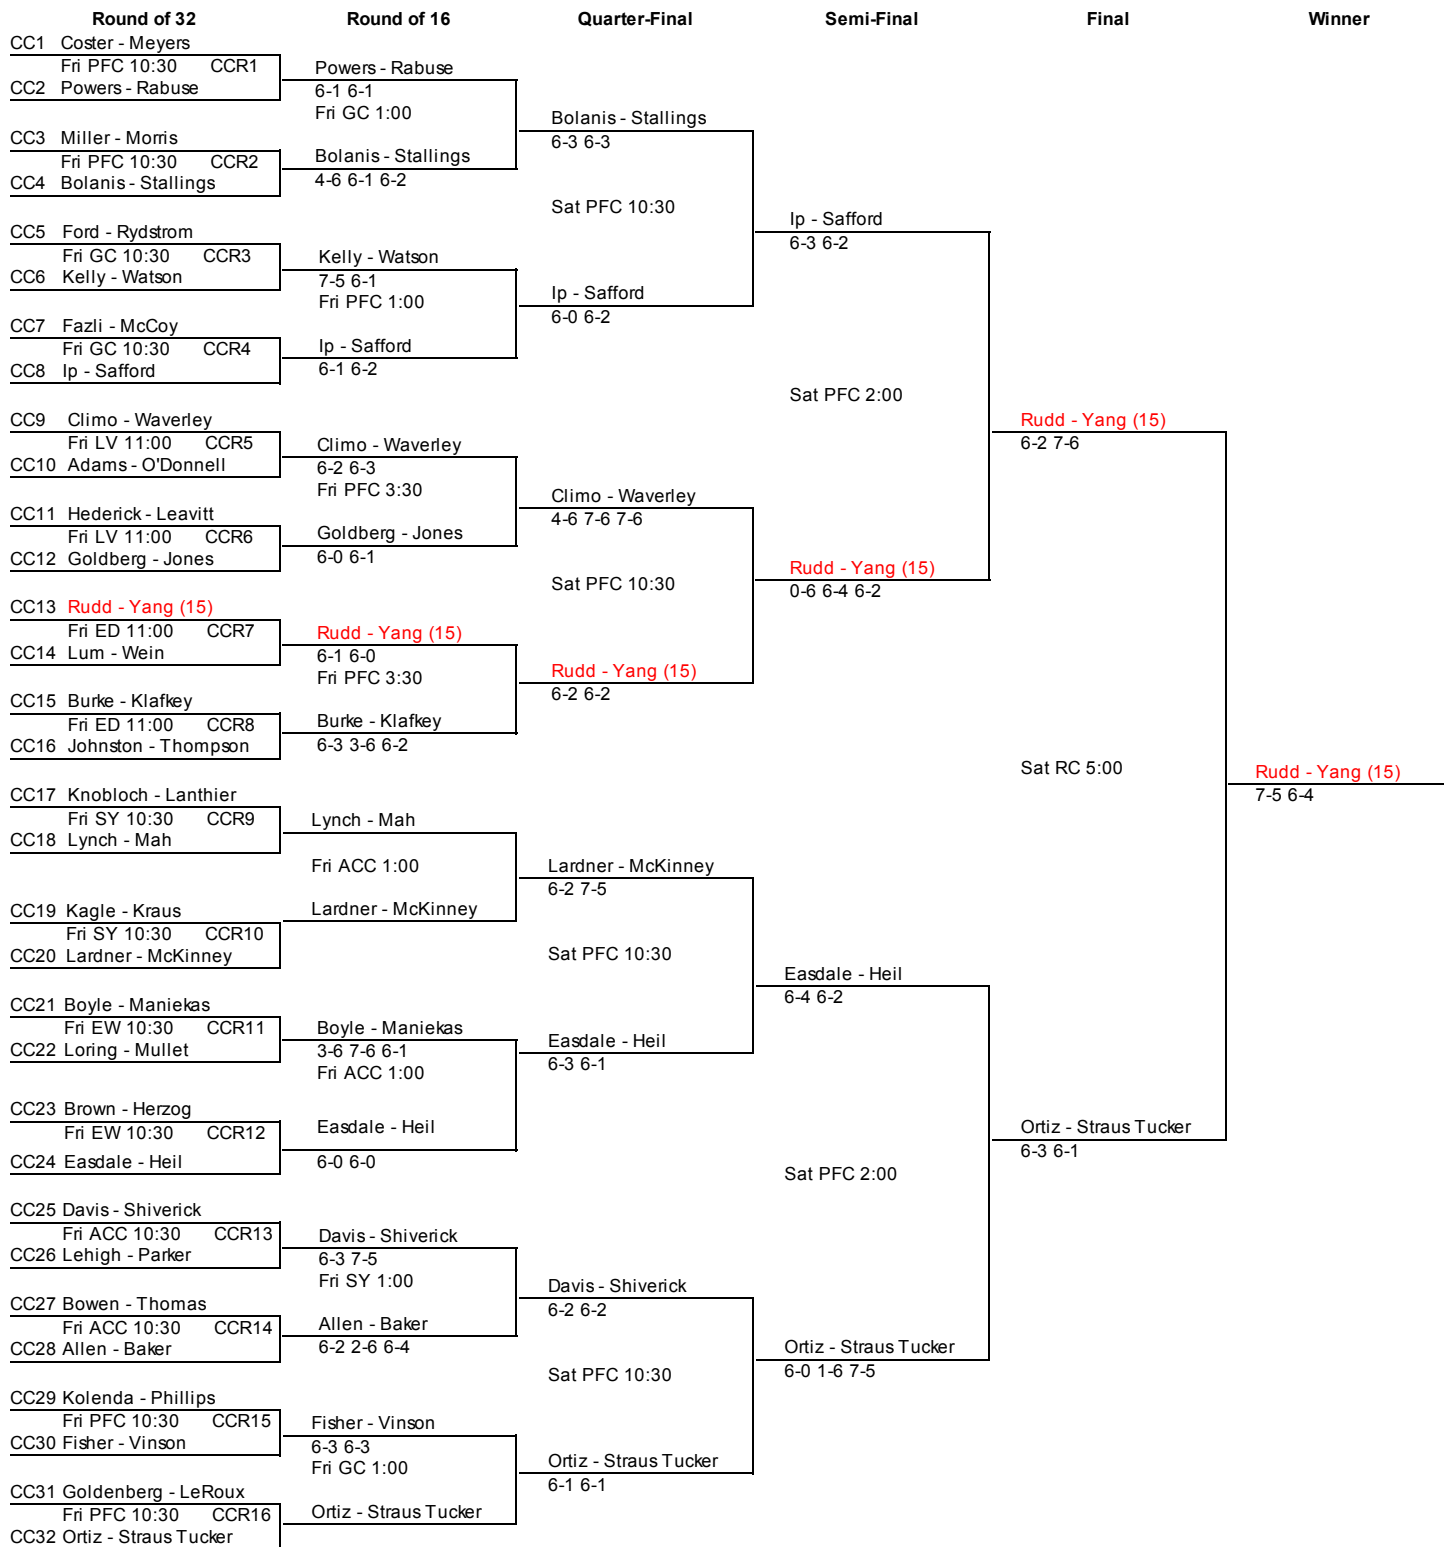 Round of 32 Round of 16 Quarter-Final Semi-Final Final Winner
CC1 Coster - Meyers
Fri PFC 10:30 CCR1
CC2 Powers - Rabuse
Powers - Rabuse
6-1 6-1
Fri GC 1:00
CC3 Miller - Morris
Fri PFC 10:30 CCR2
CC4 Bolanis - Stallings
Bolanis - Stallings
4-6 6-1 6-2
Bolanis - Stallings
6-3 6-3
Sat PFC 10:30
CC5 Ford - Rydstrom
Fri GC 10:30 CCR3
CC6 Kelly - Watson
Kelly - Watson
7-5 6-1
Fri PFC 1:00
CC7 Fazli - McCoy
Fri GC 10:30 CCR4
CC8 Ip - Safford
Ip - Safford
6-1 6-2
Ip - Safford
6-0 6-2
Ip - Safford
6-3 6-2
Sat PFC 2:00
CC9 Climo - Waverley
Fri LV 11:00 CCR5
CC10 Adams - O'Donnell
Climo - Waverley
6-2 6-3
Fri PFC 3:30
CC11 Hederick - Leavitt
Fri LV 11:00 CCR6
CC12 Goldberg - Jones
Goldberg - Jones
6-0 6-1
Climo - Waverley
4-6 7-6 7-6
Sat PFC 10:30
CC13 Rudd - Yang (15)
Fri ED 11:00 CCR7
CC14 Lum - Wein
Rudd - Yang (15)
6-1 6-0
Fri PFC 3:30
CC15 Burke - Klafkey
Fri ED 11:00 CCR8
CC16 Johnston - Thompson
Burke - Klafkey
6-3 3-6 6-2
Rudd - Yang (15)
6-2 6-2
Rudd - Yang (15)
0-6 6-4 6-2
Rudd - Yang (15)
6-2 7-6
Sat RC 5:00
Rudd - Yang (15)
7-5 6-4
CC17 Knobloch - Lanthier
Fri SY 10:30 CCR9
CC18 Lynch - Mah
Lynch - Mah
Fri ACC 1:00
CC19 Kagle - Kraus
Fri SY 10:30 CCR10
CC20 Lardner - McKinney
Lardner - McKinney
Lardner - McKinney
6-2 7-5
Sat PFC 10:30
CC21 Boyle - Maniekas
Fri EW 10:30 CCR11
CC22 Loring - Mullet
Boyle - Maniekas
3-6 7-6 6-1
Fri ACC 1:00
CC23 Brown - Herzog
Fri EW 10:30 CCR12
CC24 Easdale - Heil
Easdale - Heil
6-0 6-0
Easdale - Heil
6-3 6-1
Easdale - Heil
6-4 6-2
Sat PFC 2:00
CC25 Davis - Shiverick
Fri ACC 10:30 CCR13
CC26 Lehigh - Parker
Davis - Shiverick
6-3 7-5
Fri SY 1:00
CC27 Bowen - Thomas
Fri ACC 10:30 CCR14
CC28 Allen - Baker
Allen - Baker
6-2 2-6 6-4
Davis - Shiverick
6-2 6-2
Sat PFC 10:30
CC29 Kolenda - Phillips
Fri PFC 10:30 CCR15
CC30 Fisher - Vinson
Fisher - Vinson
6-3 6-3
Fri GC 1:00
CC31 Goldenberg - LeRoux
Fri PFC 10:30 CCR16
CC32 Ortiz - Straus Tucker
Ortiz - Straus Tucker
Ortiz - Straus Tucker
6-1 6-1
Ortiz - Straus Tucker
6-0 1-6 7-5
Ortiz - Straus Tucker
6-3 6-1